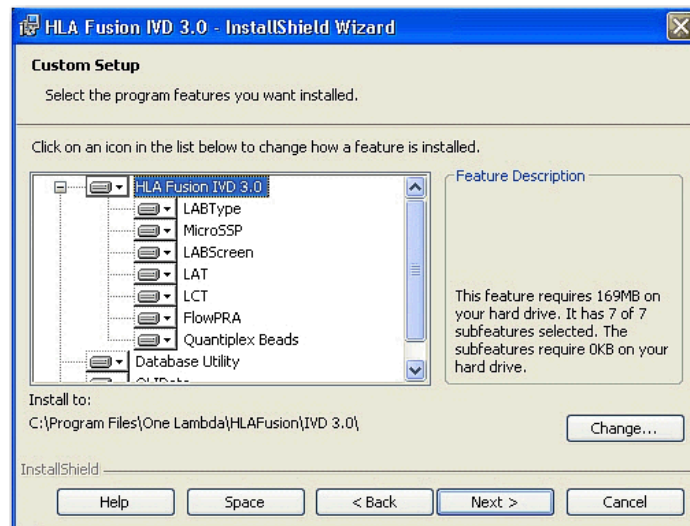 HLA Fusion IVD 3.0 - InstallShield Wizard
Custom Setup
Select the program features you want installed.
Click on an icon in the list below to change how a feature is installed.
HLA Fusion IVD 3.0
LABType
MicroSSP
LABScreen
LAT
LCT
FlowPRA
Quantiplex Beads
Database Utility
Feature Description
This feature requires 169MB on
your hard drive. It has 7 of 7
subfeatures selected. The
subfeatures require 0KB on your
hard drive.
Install to:
C:\Program Files\One Lambda\HLAFusion\IVD 3.0\
Change...
InstallShield
Help
Space
< Back
Next >
Cancel